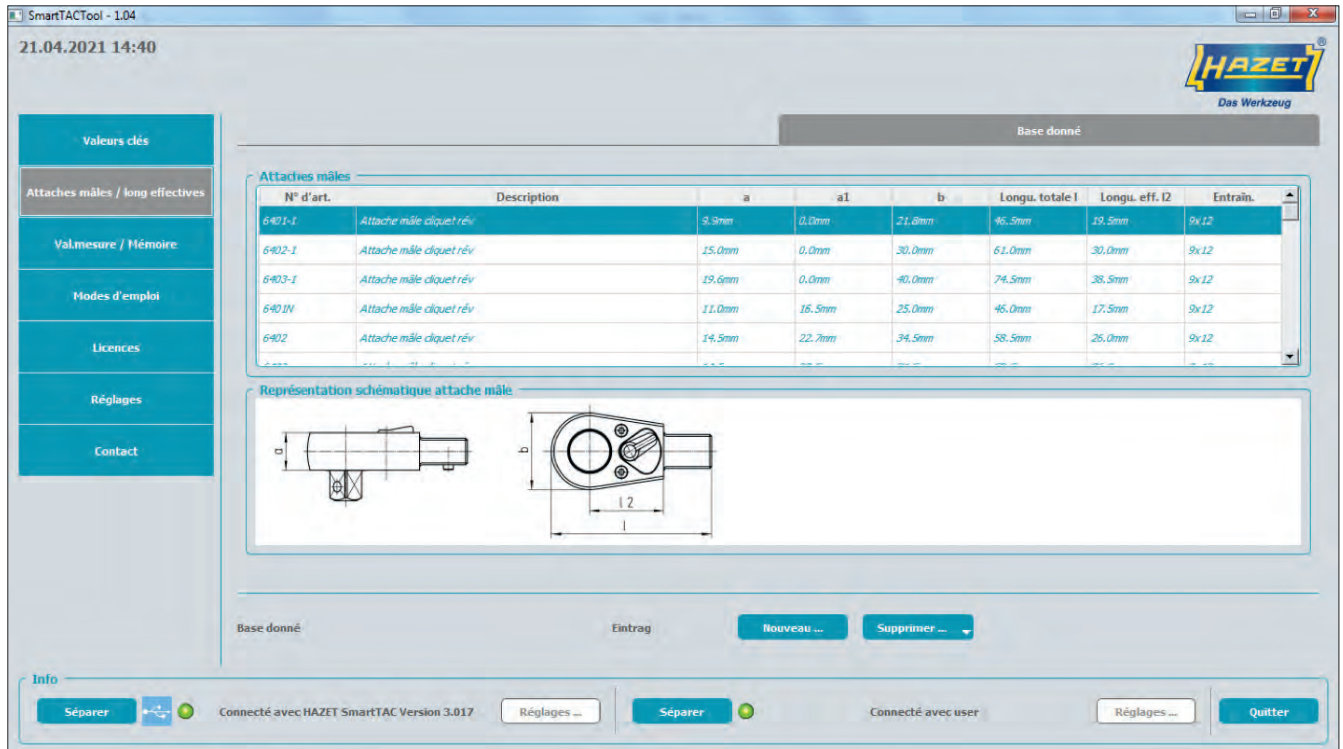 SmartTACTool - 1.04
21.04.2021 14:40
HAZET®
Das Werkzeug
Valeurs clés
Attaches mâles / long effectives
Val.mesure / Mémoire
Modes d'emploi
Licences
Réglages
Contact
Base donné
Attaches mâles
N° d'art. Description a a1 b Longu. totale l Longu. eff. l2 Entraîn.
6401-1 Attache mâle cliquet rév 9.9mm 0.0mm 21.8mm 46.5mm 19.5mm 9x12
6402-1 Attache mâle cliquet rév 15.0mm 0.0mm 30.0mm 61.0mm 30.0mm 9x12
6403-1 Attache mâle cliquet rév 19.6mm 0.0mm 40.0mm 74.5mm 38.5mm 9x12
6401N Attache mâle cliquet rév 11.0mm 16.5mm 25.0mm 46.0mm 17.5mm 9x12
6402 Attache mâle cliquet rév 14.5mm 22.7mm 34.5mm 58.5mm 26.0mm 9x12
Représentation schématique attache mâle
a
b
l 2
l
Base donné Eintrag Nouveau ... Supprimer ...
Info
Séparer Connecté avec HAZET SmartTAC Version 3.017 Réglages ... Séparer Connecté avec user Réglages ... Quitter